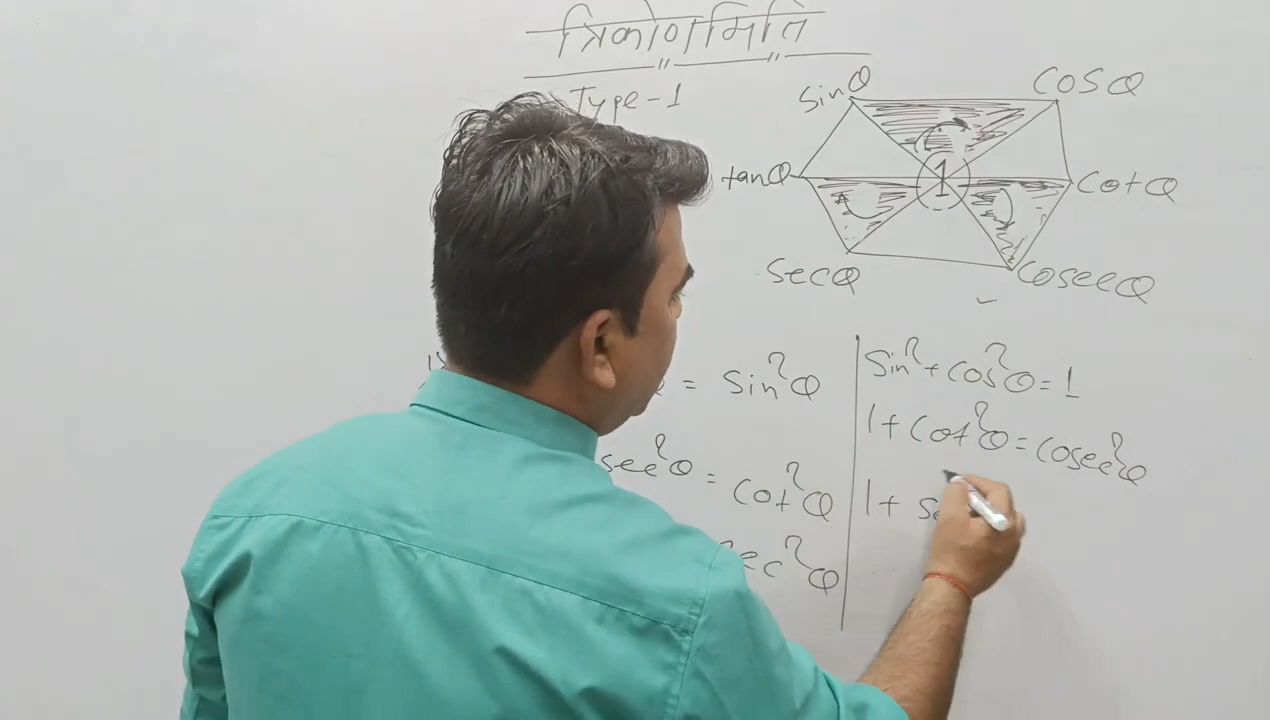 त्रिकोणमिति
Type-1
sinθ
cosθ
tanθ
1
cotθ
secθ
cosecθ
= sin²θ
sec²θ = cot²θ
sec²θ
sin² + cos²θ = 1
1 + cot²θ = cosec²θ
1 +